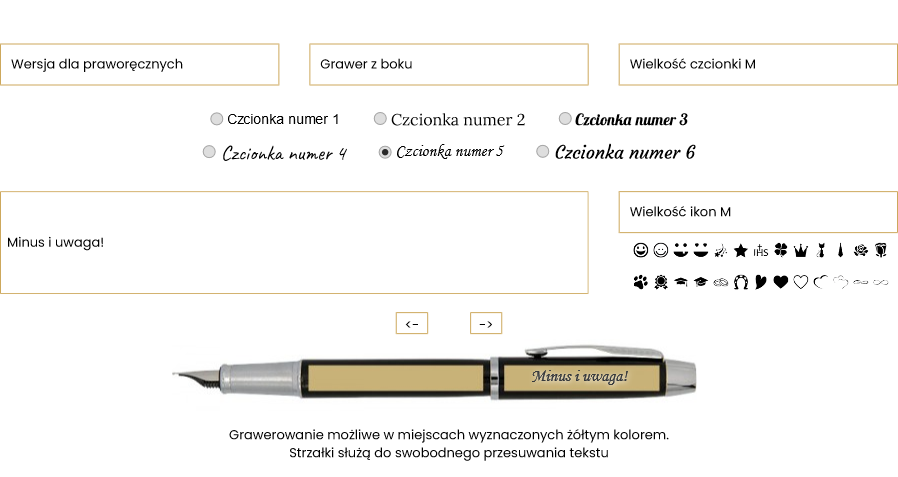 Wersja dla praworęcznych
Grawer z boku
Wielkość czcionki M
Czcionka numer 1
Czcionka numer 2
Czcionka numer 3
Czcionka numer 4
Czcionka numer 5
Czcionka numer 6
Minus i uwaga!
Wielkość ikon M
IHS
<-
->
Minus i uwaga!
Grawerowanie możliwe w miejscach wyznaczonych żółtym kolorem.
Strzałki służą do swobodnego przesuwania tekstu